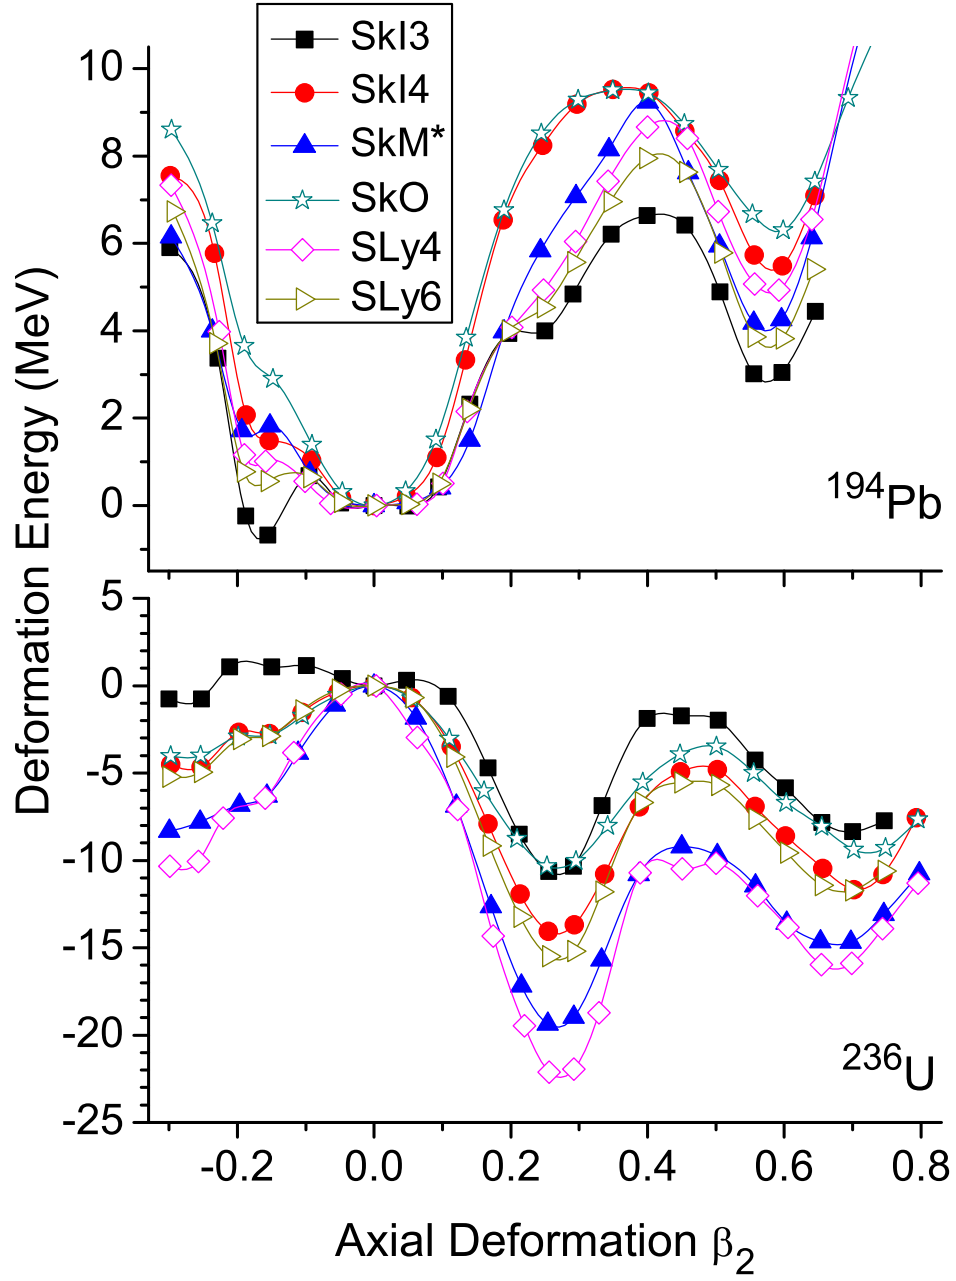 SkI3
SkI4
SkM*
SkO
SLy4
SLy6
10
8
6
4
2
0
¹⁹⁴Pb
Deformation Energy (MeV)
5
0
-5
-10
-15
-20
-25
²³⁶U
-0.2 0.0 0.2 0.4 0.6 0.8
Axial Deformation β₂